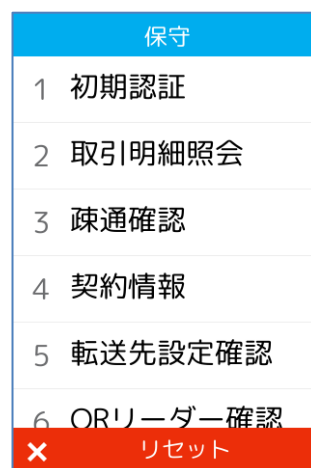 保守
1 初期認証
2 取引明細照会
3 疎通確認
4 契約情報
5 転送先設定確認
6 QRリーダー確認
× リセット